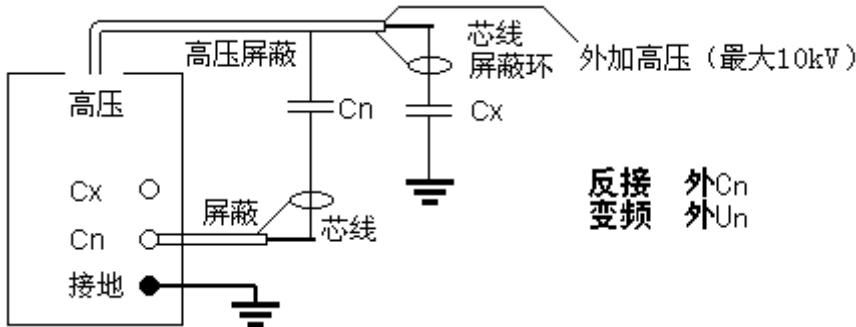 高压屏蔽
芯线
屏蔽环
外加高压（最大10kV）
高压
Cn
Cx
Cx
屏蔽
Cn
芯线
接地
反接 外Cn
变频 外Un